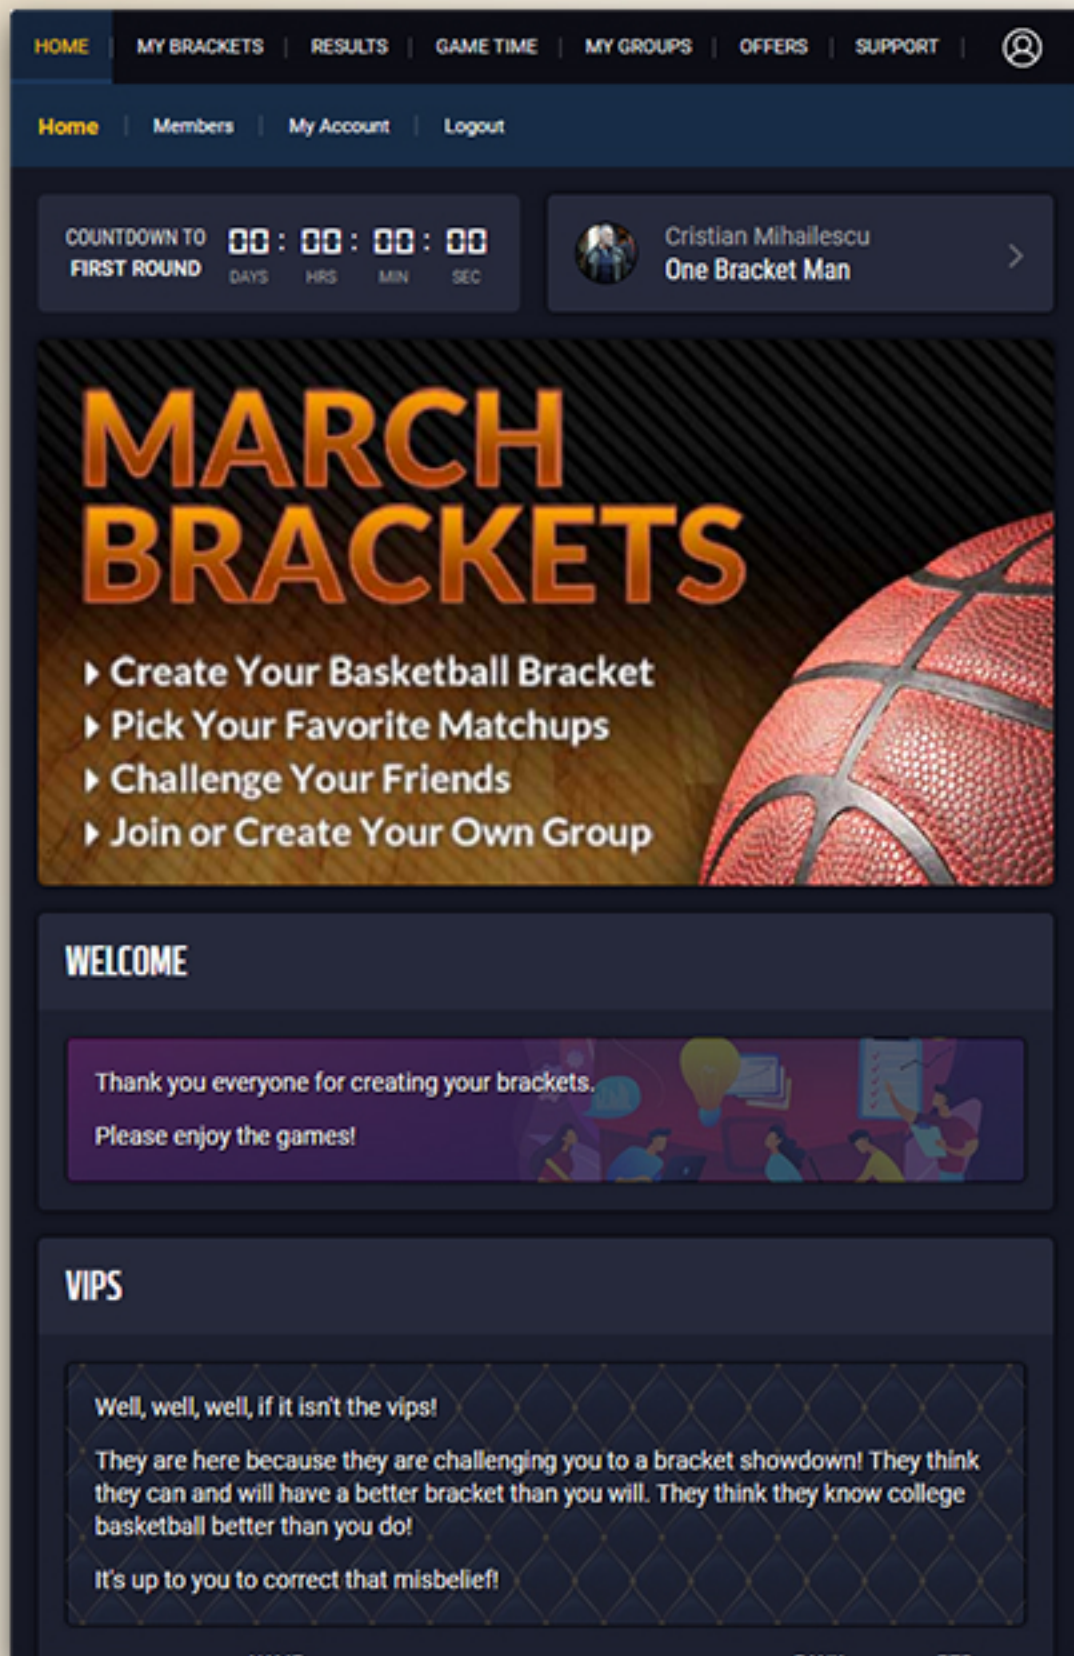 HOME | MY BRACKETS | RESULTS | GAME TIME | MY GROUPS | OFFERS | SUPPORT |
Home | Members | My Account | Logout
COUNTDOWN TO
FIRST ROUND
00 : 00 : 00 : 00
DAYS HRS MIN SEC
Cristian Mihailescu
One Bracket Man
MARCH
BRACKETS
Create Your Basketball Bracket
Pick Your Favorite Matchups
Challenge Your Friends
Join or Create Your Own Group
WELCOME
Thank you everyone for creating your brackets.
Please enjoy the games!
VIPS
Well, well, well, if it isn't the vips!
They are here because they are challenging you to a bracket showdown! They think
they can and will have a better bracket than you will. They think they know college
basketball better than you do!
It's up to you to correct that misbelief!